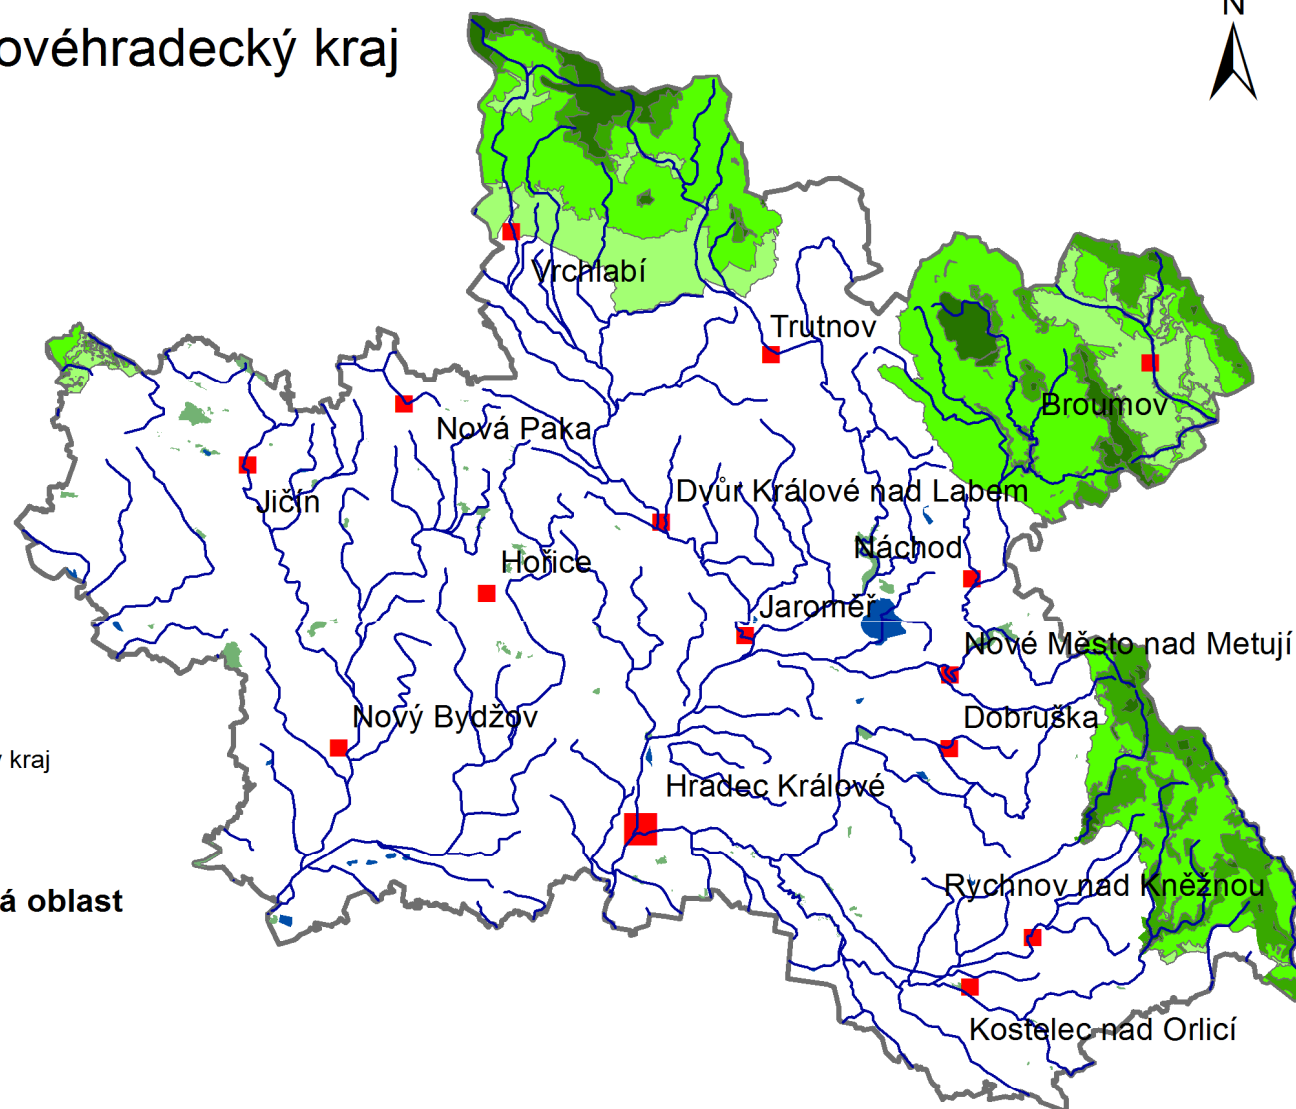 N
ovéhradecký kraj
Vrchlabí
Trutnov
Broumov
Nová Paka
Jičín
Dvůr Králové nad Labem
Náchod
Hořice
Jaroměř
Nové Město nad Metují
Nový Bydžov
Dobruška
kraj
Hradec Králové
Rychnov nad Kněžnou
á oblast
Kostelec nad Orlicí